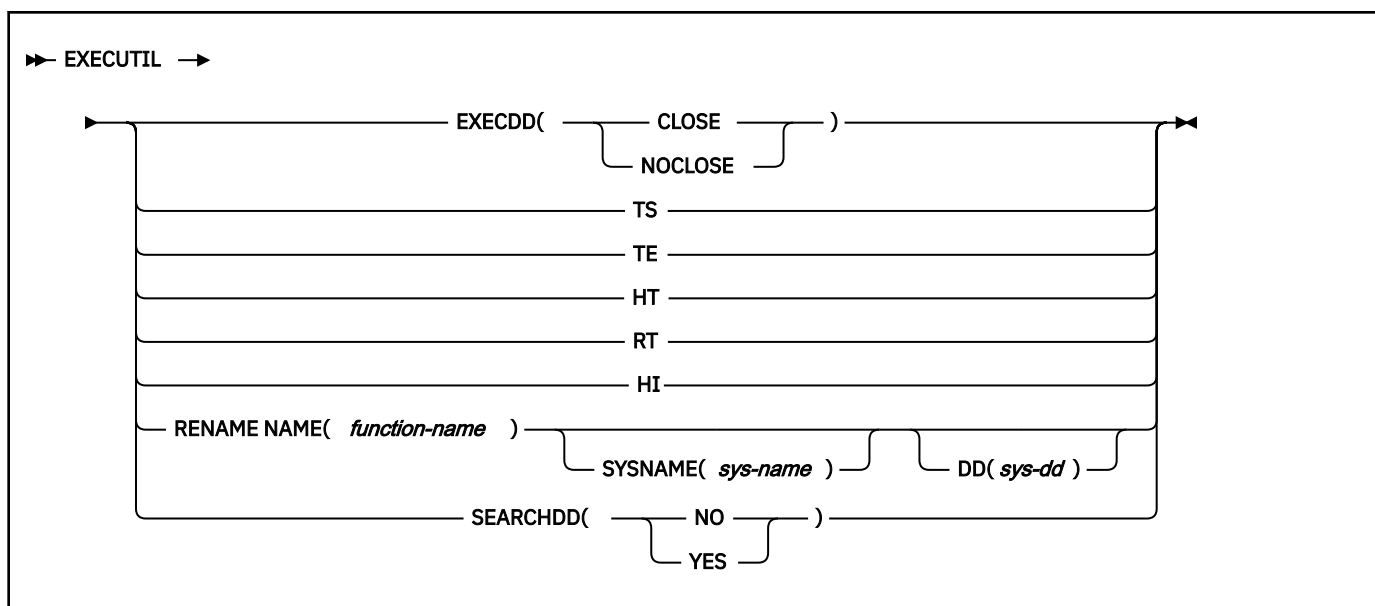 EXECUTIL
EXECDD( CLOSE )
NOCLOSE
TS
TE
HT
RT
HI
RENAME NAME( function-name )
SYSNAME( sys-name ) DD( sys-dd )
SEARCHDD( NO )
YES